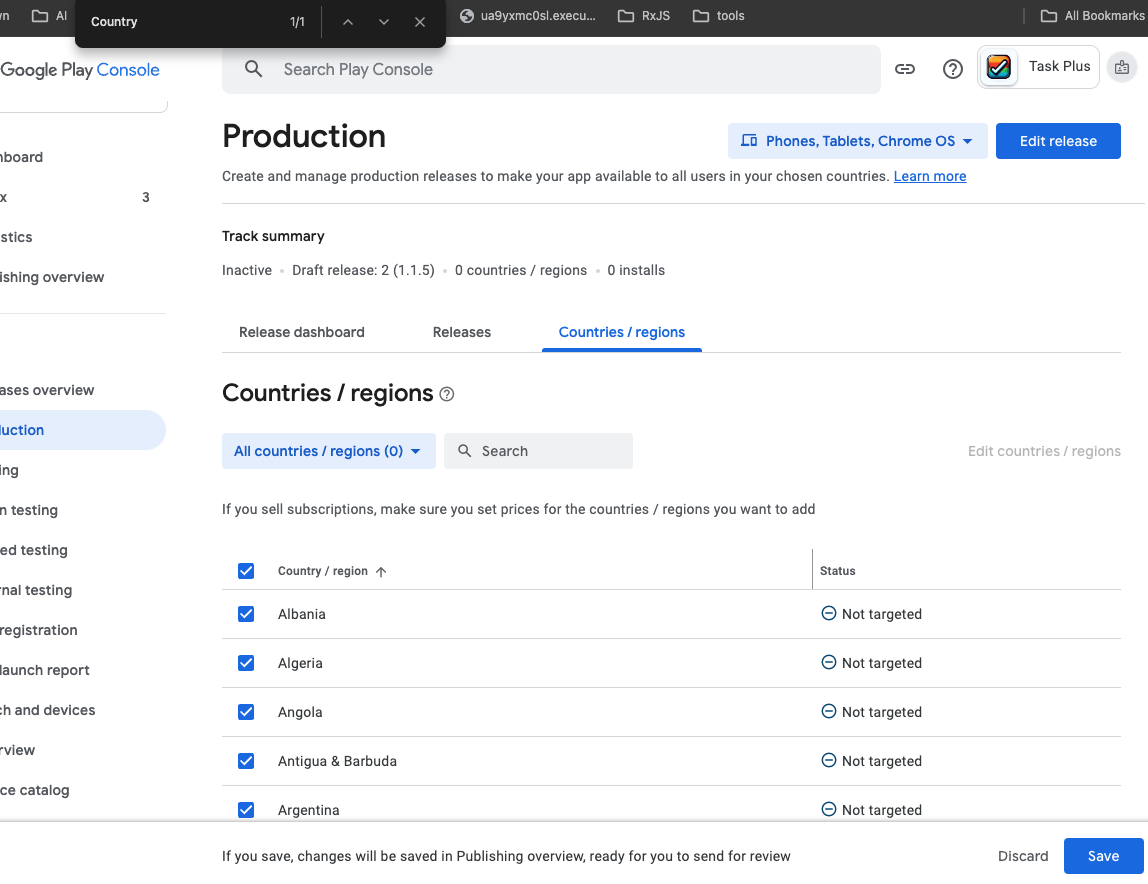 wn
AI
Country
1/1
ua9yxmc0sl.execu...
RxJS
tools
All Bookmarks
Google Play Console
Search Play Console
Task Plus
Production
Phones, Tablets, Chrome OS
Edit release
Create and manage production releases to make your app available to all users in your chosen countries. Learn more
Track summary
Inactive • Draft release: 2 (1.1.5) • 0 countries / regions • 0 installs
Release dashboard
Releases
Countries / regions
Countries / regions
All countries / regions (0)
Search
Edit countries / regions
If you sell subscriptions, make sure you set prices for the countries / regions you want to add
Country / region
Status
Albania
Not targeted
Algeria
Not targeted
Angola
Not targeted
Antigua & Barbuda
Not targeted
Argentina
Not targeted
If you save, changes will be saved in Publishing overview, ready for you to send for review
Discard
Save
hboard
x
3
stics
ishing overview
ases overview
luction
ing
n testing
ed testing
rnal testing
registration
launch report
ch and devices
rview
ce catalog